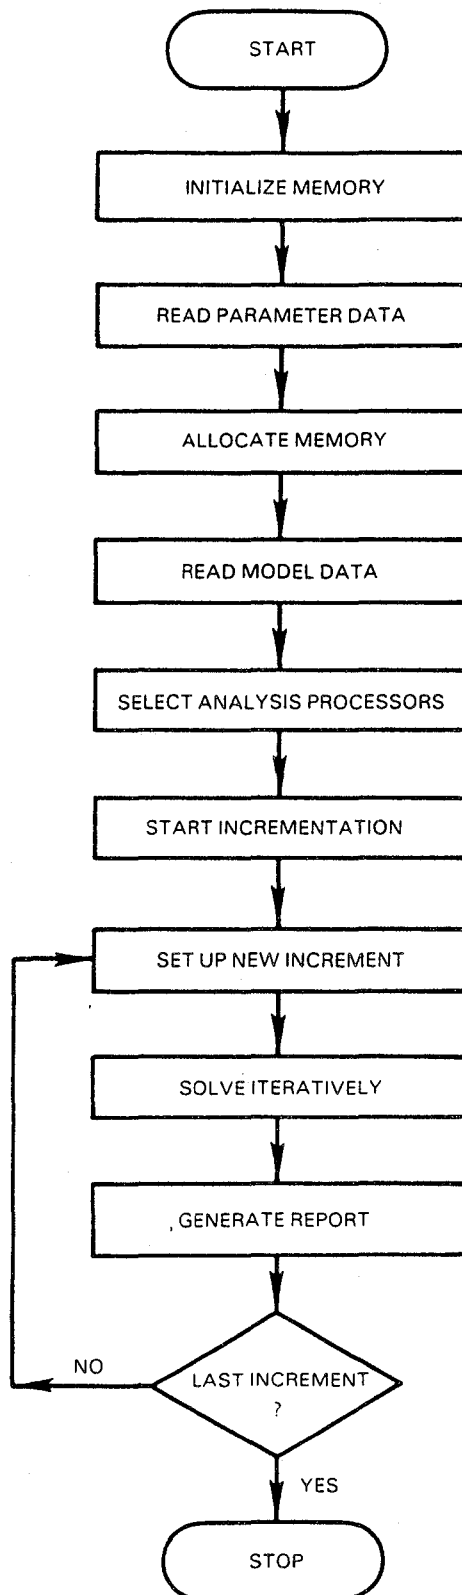 START
INITIALIZE MEMORY
READ PARAMETER DATA
ALLOCATE MEMORY
READ MODEL DATA
SELECT ANALYSIS PROCESSORS
START INCREMENTATION
SET UP NEW INCREMENT
SOLVE ITERATIVELY
GENERATE REPORT
NO
LAST INCREMENT
?
YES
STOP